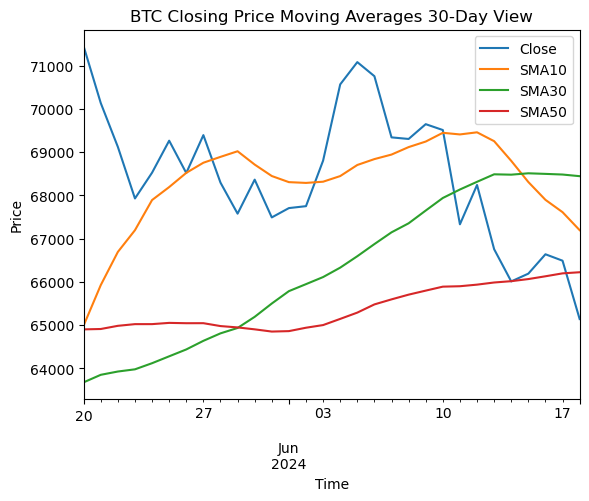 BTC Closing Price Moving Averages 30-Day View
Close
SMA10
SMA30
SMA50
Price
71000
70000
69000
68000
67000
66000
65000
64000
20
27
03
10
17
Jun
2024
Time